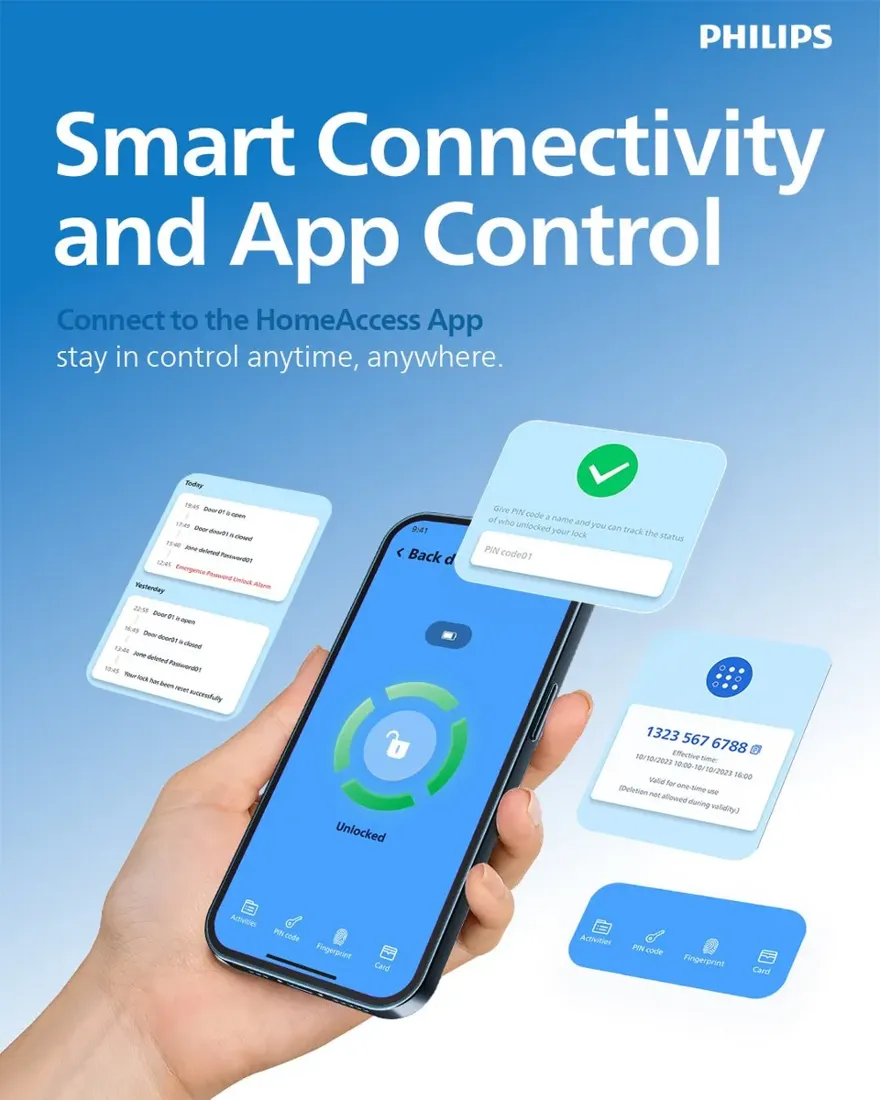 PHILIPS
Smart Connectivity
and App Control
Connect to the HomeAccess App
stay in control anytime, anywhere.
Today
19:45 Door 01 is open
17:45 Door door01 is closed
15:40 Jane deleted Password01
12:45 Emergence Password Unlock Alarm
Yesterday
22:55 Door 01 is open
16:45 Door door01 is closed
13:40 Jane deleted Password01
10:45 Your lock has been reset successfully
9:41
Back d
Unlocked
Activities
PIN code
Fingerprint
Card
Give PIN code a name and you can track the status
of who unlocked your lock
PIN code01
1323 567 6788
Effective time:
10/10/2023 10:00-10/10/2023 16:00
Valid for one-time use
(Deletion not allowed during validity.)
Activities
PIN code
Fingerprint
Card